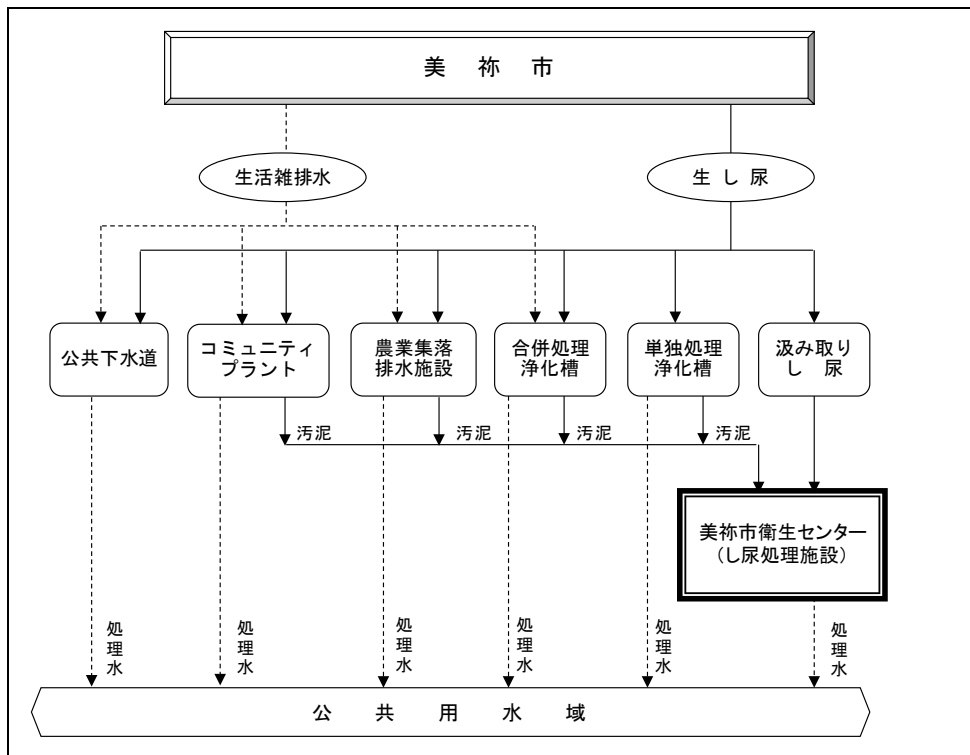 美祢市
生活雑排水
生し尿
公共下水道
コミュニティ
プラント
農業集落
排水施設
合併処理
浄化槽
単独処理
浄化槽
汲み取り
し尿
汚泥
汚泥
汚泥
汚泥
美祢市衛生センター
(し尿処理施設)
処理水
処理水
処理水
処理水
処理水
処理水
公共用水域